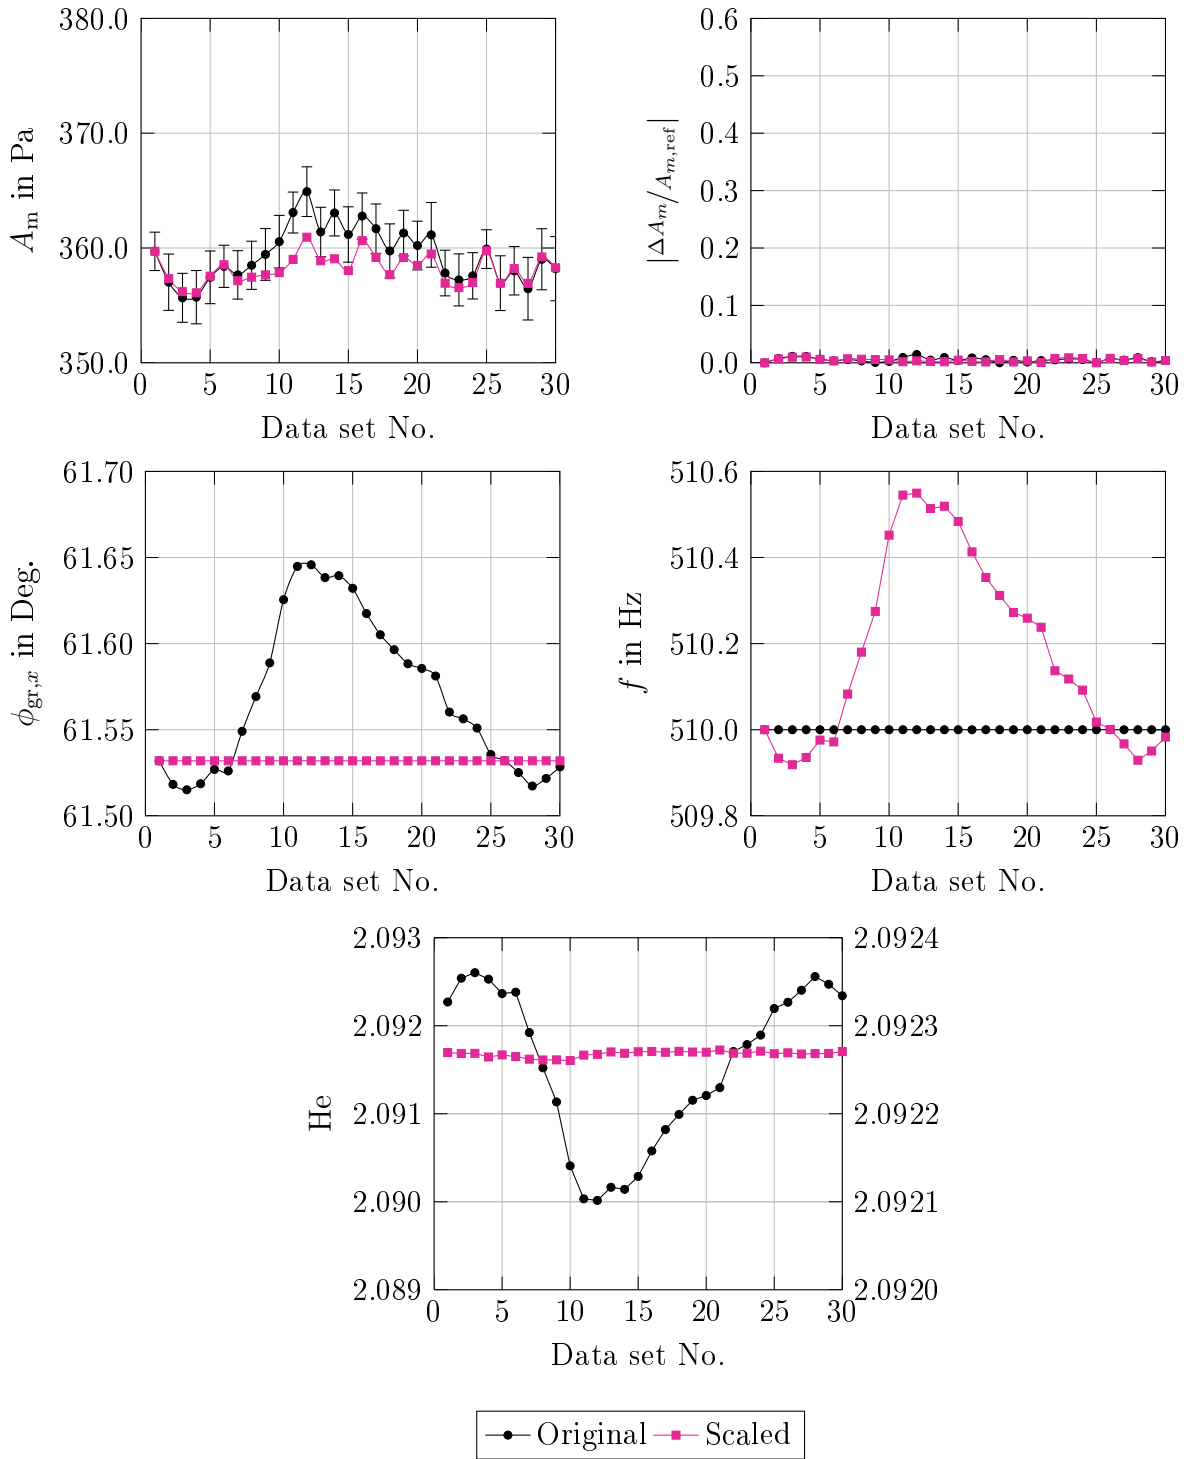 380.0
370.0
360.0
350.0
A_m in Pa
0 5 10 15 20 25 30
Data set No.
0.6
0.5
0.4
0.3
0.2
0.1
0.0
|ΔA_m/A_{m,ref}|
0 5 10 15 20 25 30
Data set No.
61.70
61.65
61.60
61.55
61.50
ϕ_{gr,x} in Deg.
0 5 10 15 20 25 30
Data set No.
510.6
510.4
510.2
510.0
509.8
f in Hz
0 5 10 15 20 25 30
Data set No.
2.093
2.092
2.091
2.090
2.089
He
2.0924
2.0923
2.0922
2.0921
2.0920
0 5 10 15 20 25 30
Data set No.
Original Scaled